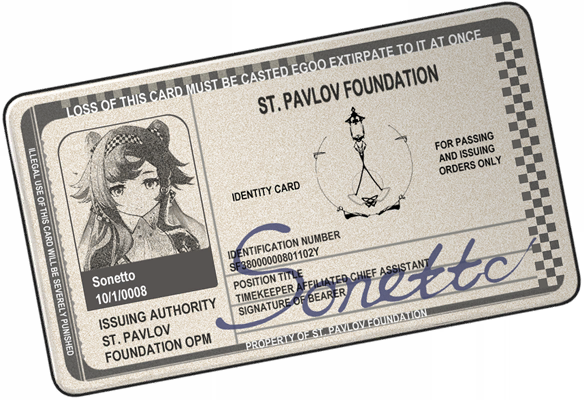 LOSS OF THIS CARD MUST BE CASTED EGOO EXTIRPATE TO IT AT ONCE
ST. PAVLOV FOUNDATION
ILLEGAL USE OF THIS CARD WILL BE SEVERELY PUNISHED
IDENTITY CARD
FOR PASSING
AND ISSUING
ORDERS ONLY
Sonetto
10/1/0008
ISSUING AUTHORITY
ST. PAVLOV
FOUNDATION OPM
IDENTIFICATION NUMBER
SF38000000801102Y
POSITION TITLE
TIMEKEEPER AFFILIATED CHIEF ASSISTANT
SIGNATURE OF BEARER
Sonetto
PROPERTY OF ST. PAVLOV FOUNDATION